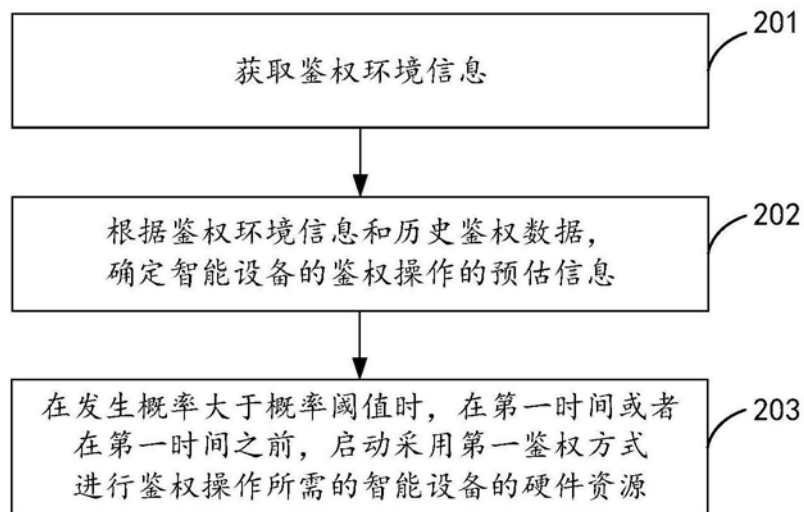 获取鉴权环境信息
201
根据鉴权环境信息和历史鉴权数据，
确定智能设备的鉴权操作的预估信息
202
在发生概率大于概率阈值时，在第一时间或者
在第一时间之前，启动采用第一鉴权方式
进行鉴权操作所需的智能设备的硬件资源
203